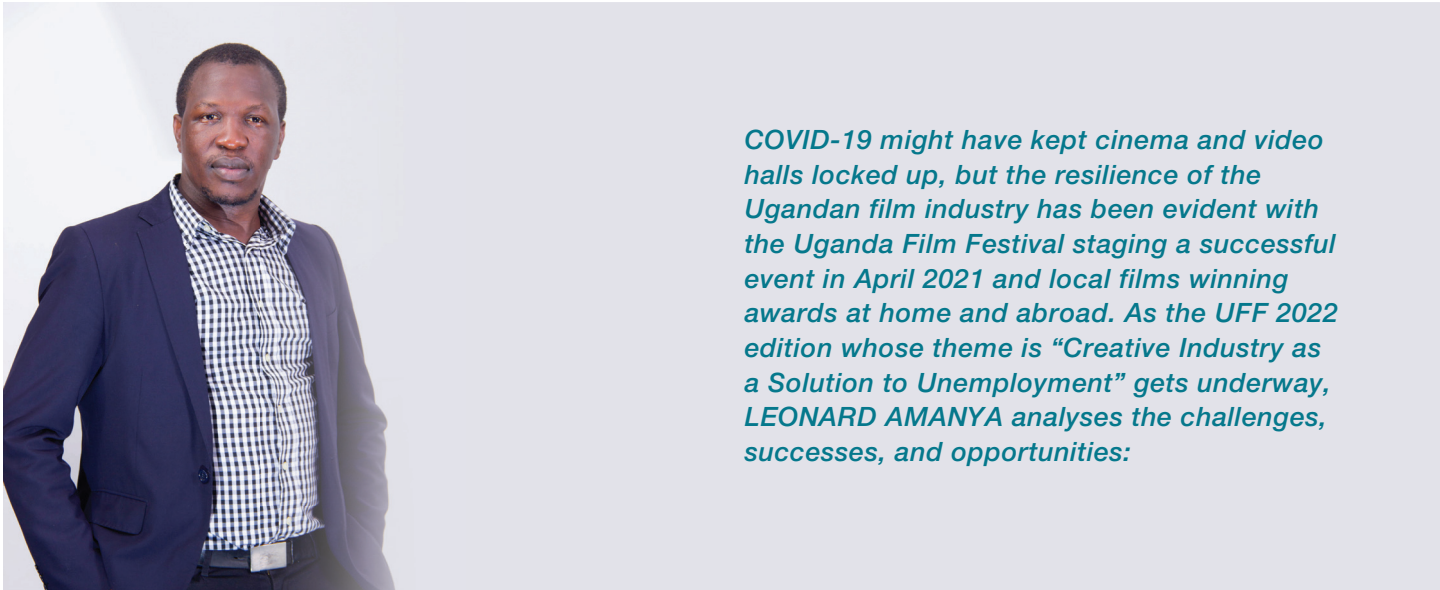 COVID-19 might have kept cinema and video
halls locked up, but the resilience of the
Ugandan film industry has been evident with
the Uganda Film Festival staging a successful
event in April 2021 and local films winning
awards at home and abroad. As the UFF 2022
edition whose theme is “Creative Industry as
a Solution to Unemployment” gets underway,
LEONARD AMANYA analyses the challenges,
successes, and opportunities: